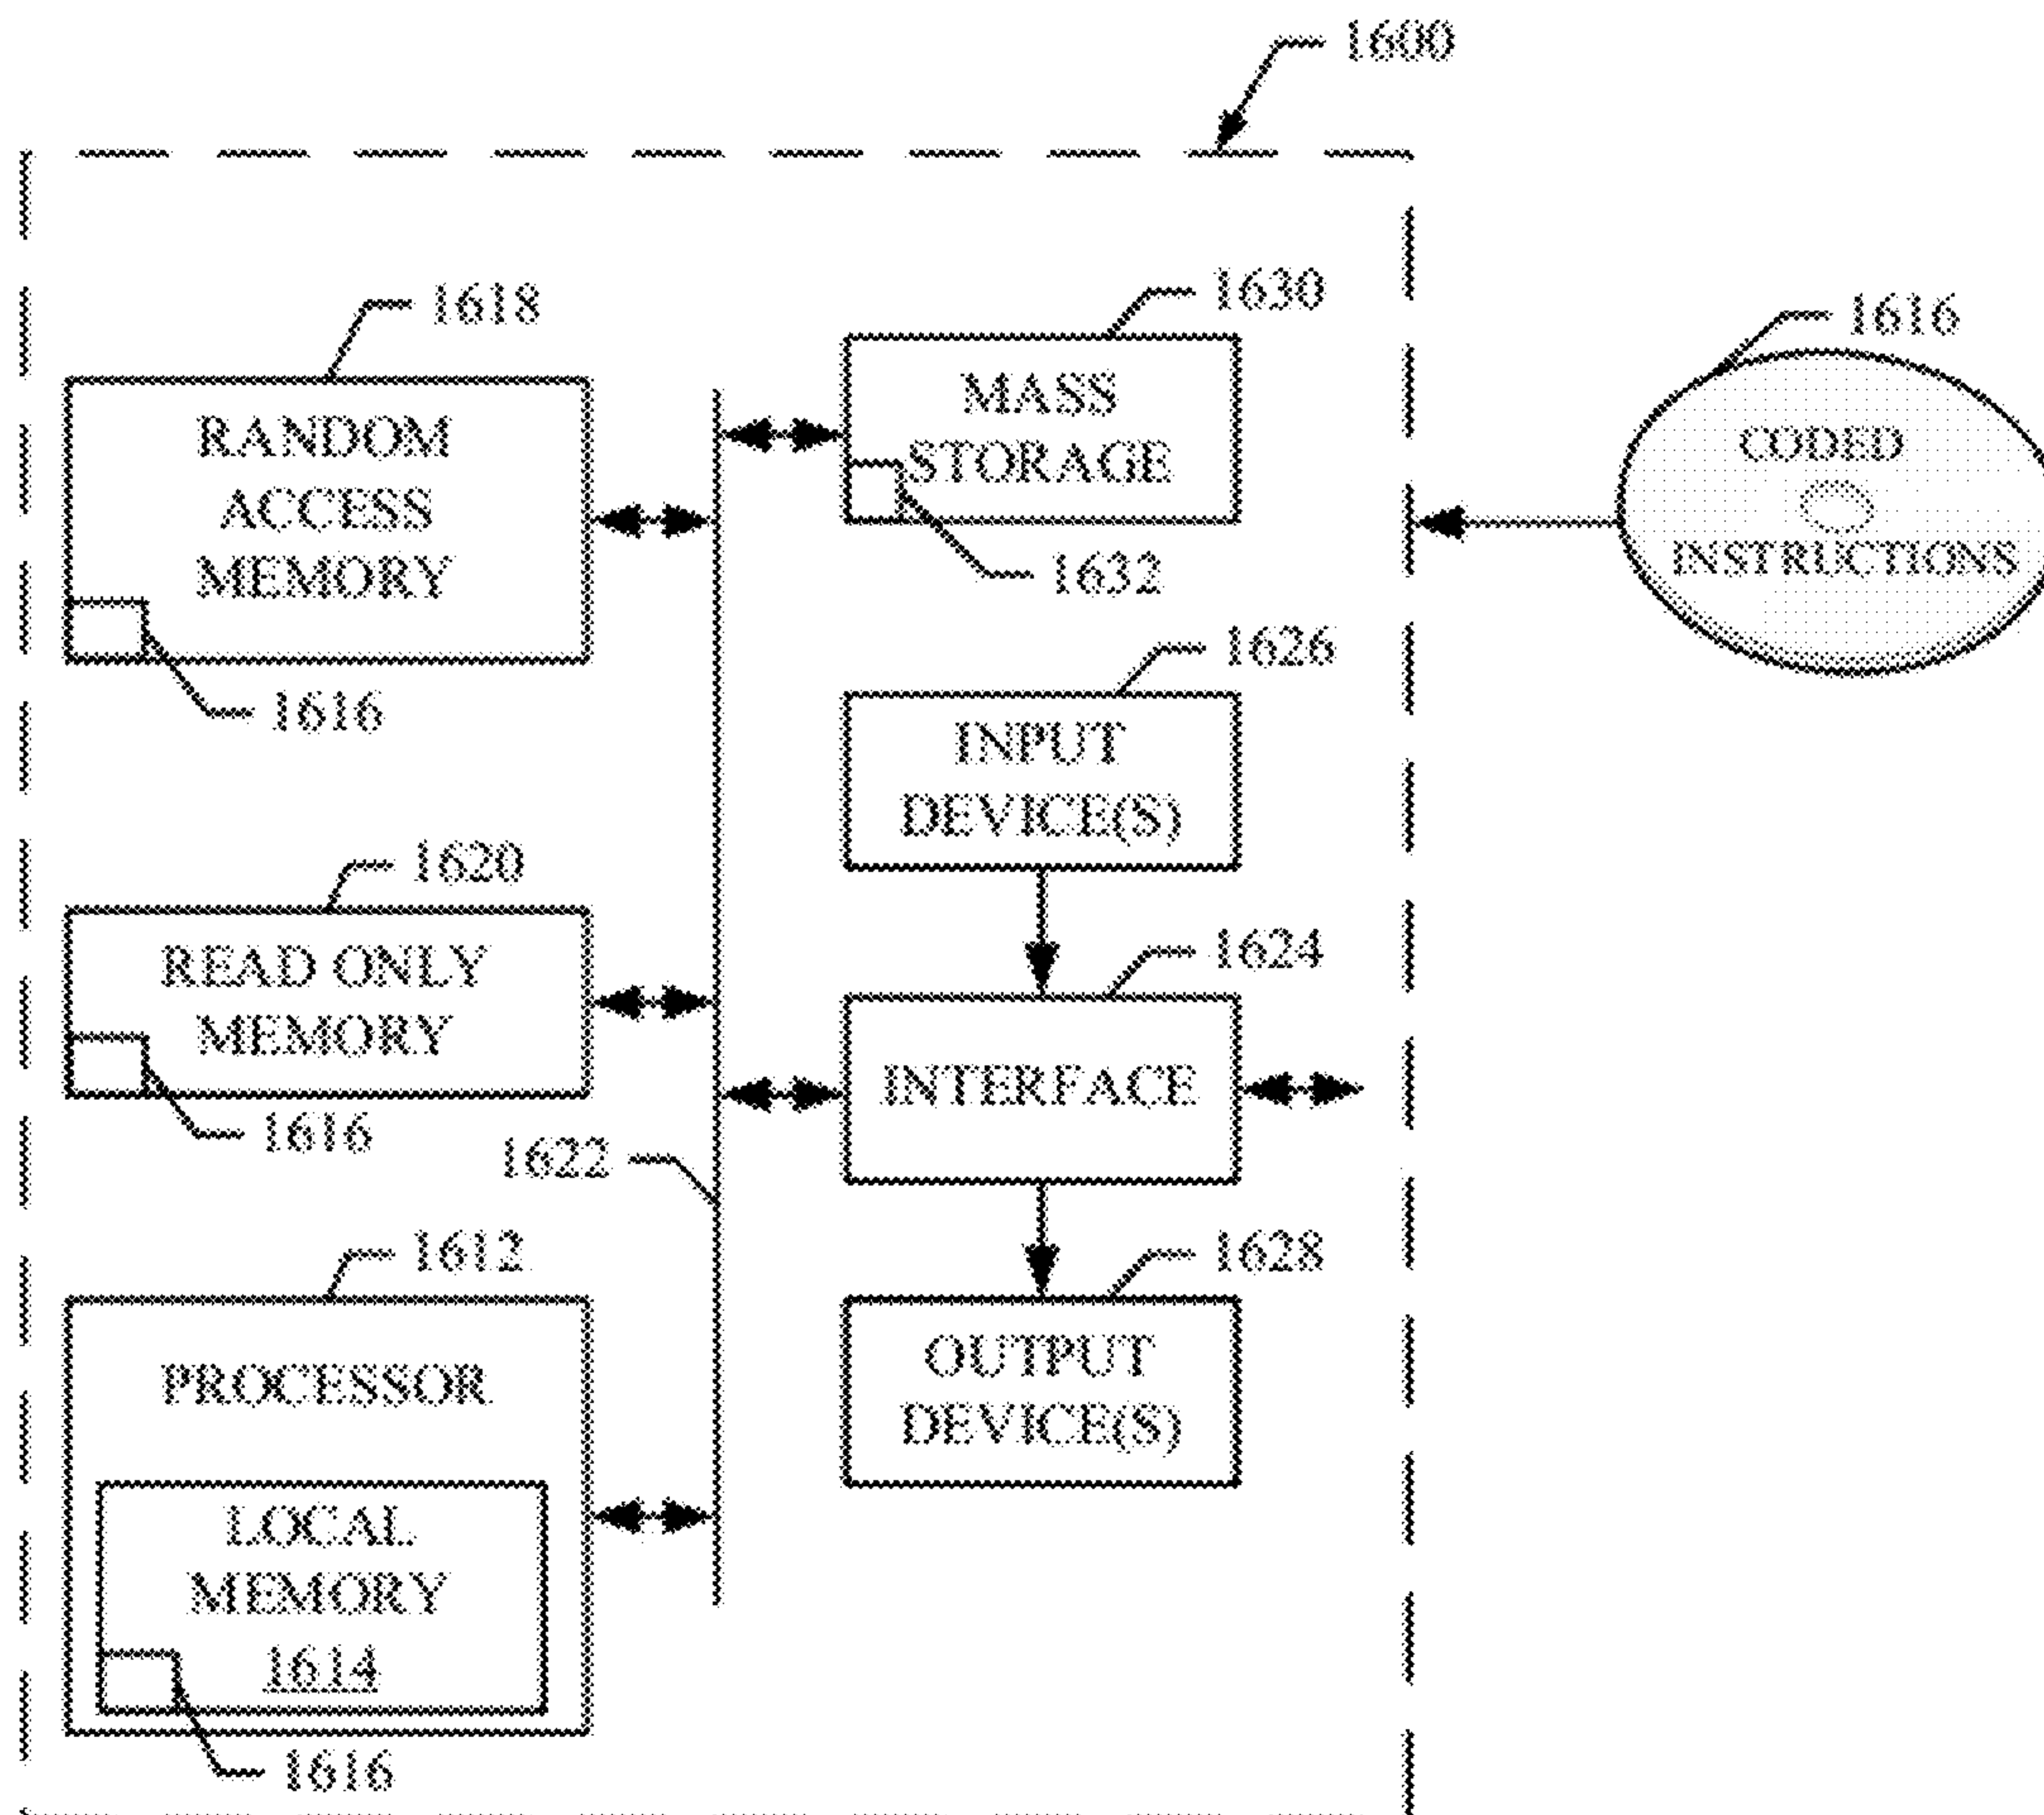 1600
1618
RANDOM
ACCESS
MEMORY
1616
1630
MASS
STORAGE
1632
1616
CODED
INSTRUCTIONS
1626
INPUT
DEVICE(S)
1620
READ ONLY
MEMORY
1616
1624
INTERFACE
1622
1612
PROCESSOR
LOCAL
MEMORY
1614
1616
1628
OUTPUT
DEVICE(S)